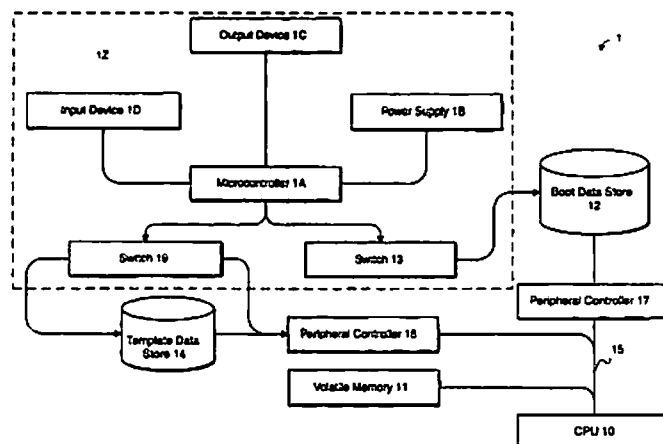 Output Device 1C
1Z
1
Input Device 1D
Power Supply 1B
Microcontroller 1A
Boot Data Store
12
Switch 19
Switch 13
Peripheral Controller 17
Template Data
Store 14
Peripheral Controller 18
15
Volatile Memory 11
CPU 10